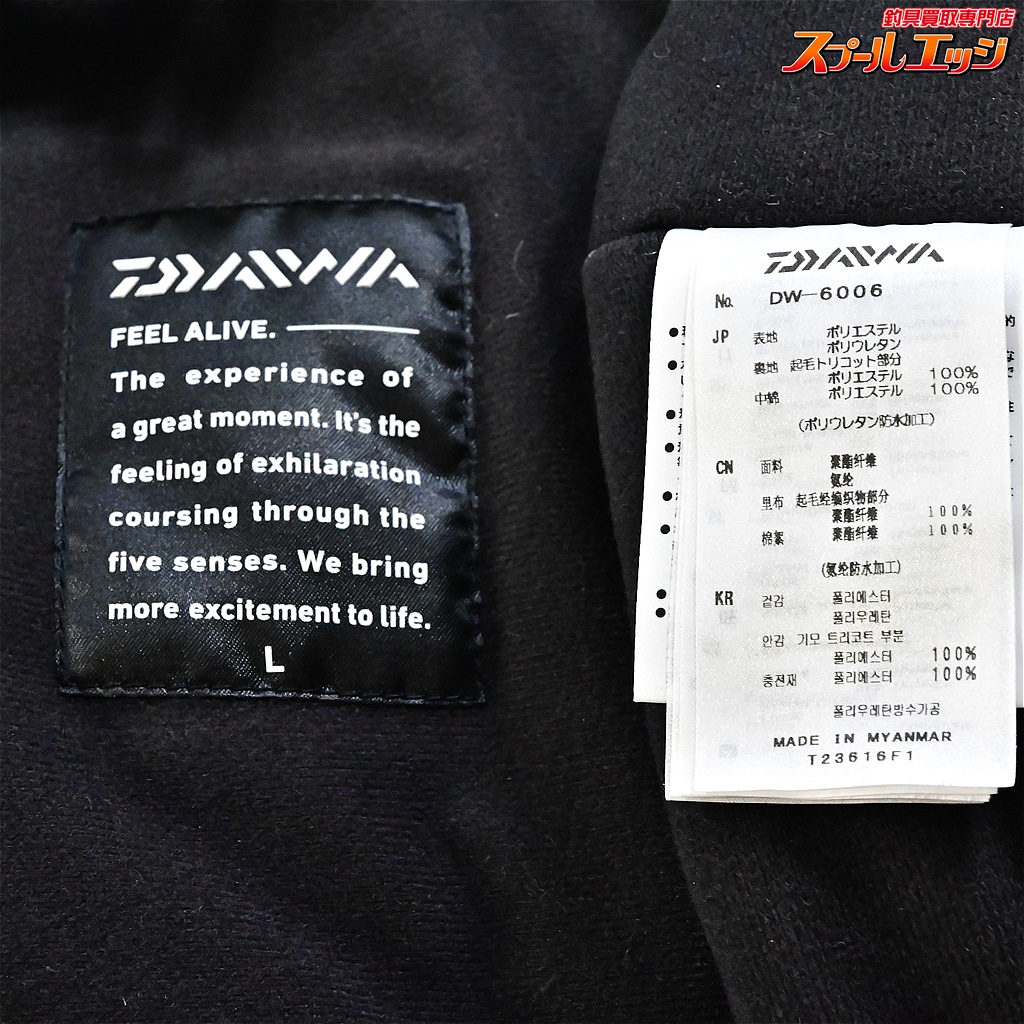 釣具買取専門店
スプールエッジ
DAIWA
FEEL ALIVE.
The experience of
a great moment. It's the
feeling of exhilaration
coursing through the
five senses. We bring
more excitement to life.
L
DAIWA
No. DW-6006
JP 表地 ポリエステル
ポリウレタン
裏地 起毛トリコット部分
ポリエステル 100%
中綿 ポリエステル 100%
(ポリウレタン防水加工)
CN 面料 聚酯纤维
氨纶
里布 起毛经编织物部分
聚酯纤维 100%
棉絮 聚酯纤维 100%
(氨纶防水加工)
KR 겉감 폴리에스터
폴리우레탄
안감 기모 트리코트 부분
폴리에스터 100%
충전재 폴리에스터 100%
폴리우레탄방수가공
MADE IN MYANMAR
T23616F1